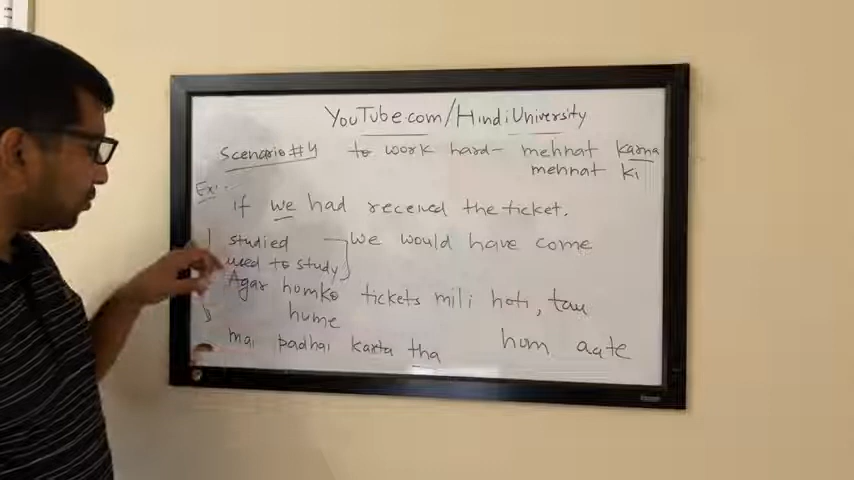 YouTube.com/HindiUniversity
Scenario #4 to work hard- mehnat karna
mehnat ki
Ex:-
if we had received the ticket.
I studied we would have come
used to study
Agar humko tickets mili hoti, tau
hume
mai padhai karta tha hum aate